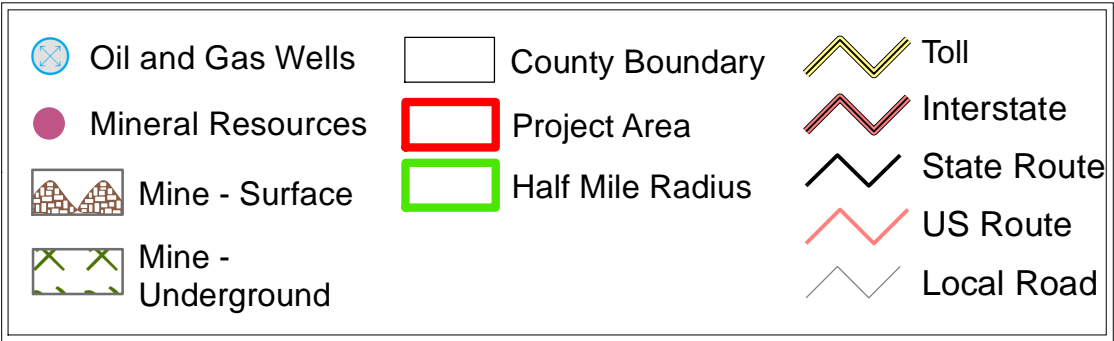 Oil and Gas Wells
Mineral Resources
Mine - Surface
Mine -
Underground
County Boundary
Project Area
Half Mile Radius
Toll
Interstate
State Route
US Route
Local Road